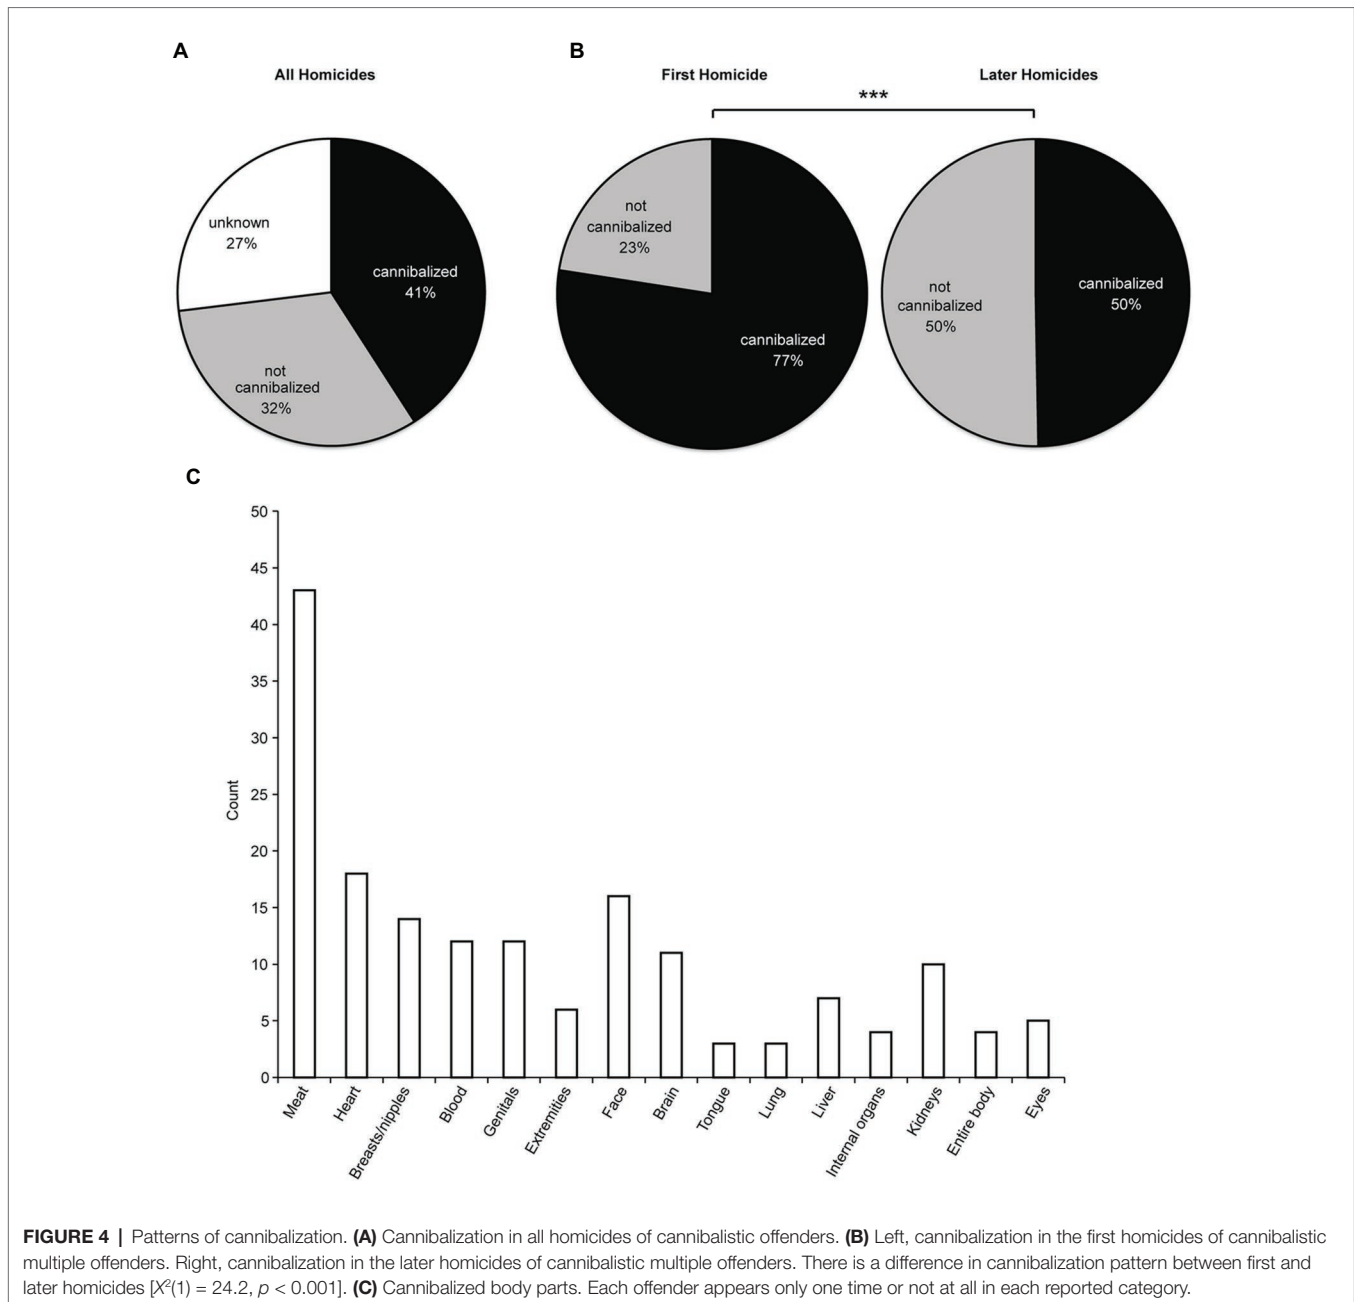 A
B
All Homicides
First Homicide
Later Homicides
***
unknown
27%
cannibalized
41%
not
cannibalized
32%
not
cannibalized
23%
cannibalized
77%
not
cannibalized
50%
cannibalized
50%
C
50
45
40
35
30
25
20
15
10
5
0
Count
Meat
Heart
Breasts/nipples
Blood
Genitals
Extremities
Face
Brain
Tongue
Lung
Liver
Internal organs
Kidneys
Entire body
Eyes
FIGURE 4 | Patterns of cannibalization. (A) Cannibalization in all homicides of cannibalistic offenders. (B) Left, cannibalization in the first homicides of cannibalistic
multiple offenders. Right, cannibalization in the later homicides of cannibalistic multiple offenders. There is a difference in cannibalization pattern between first and
later homicides [X²(1) = 24.2, p < 0.001]. (C) Cannibalized body parts. Each offender appears only one time or not at all in each reported category.